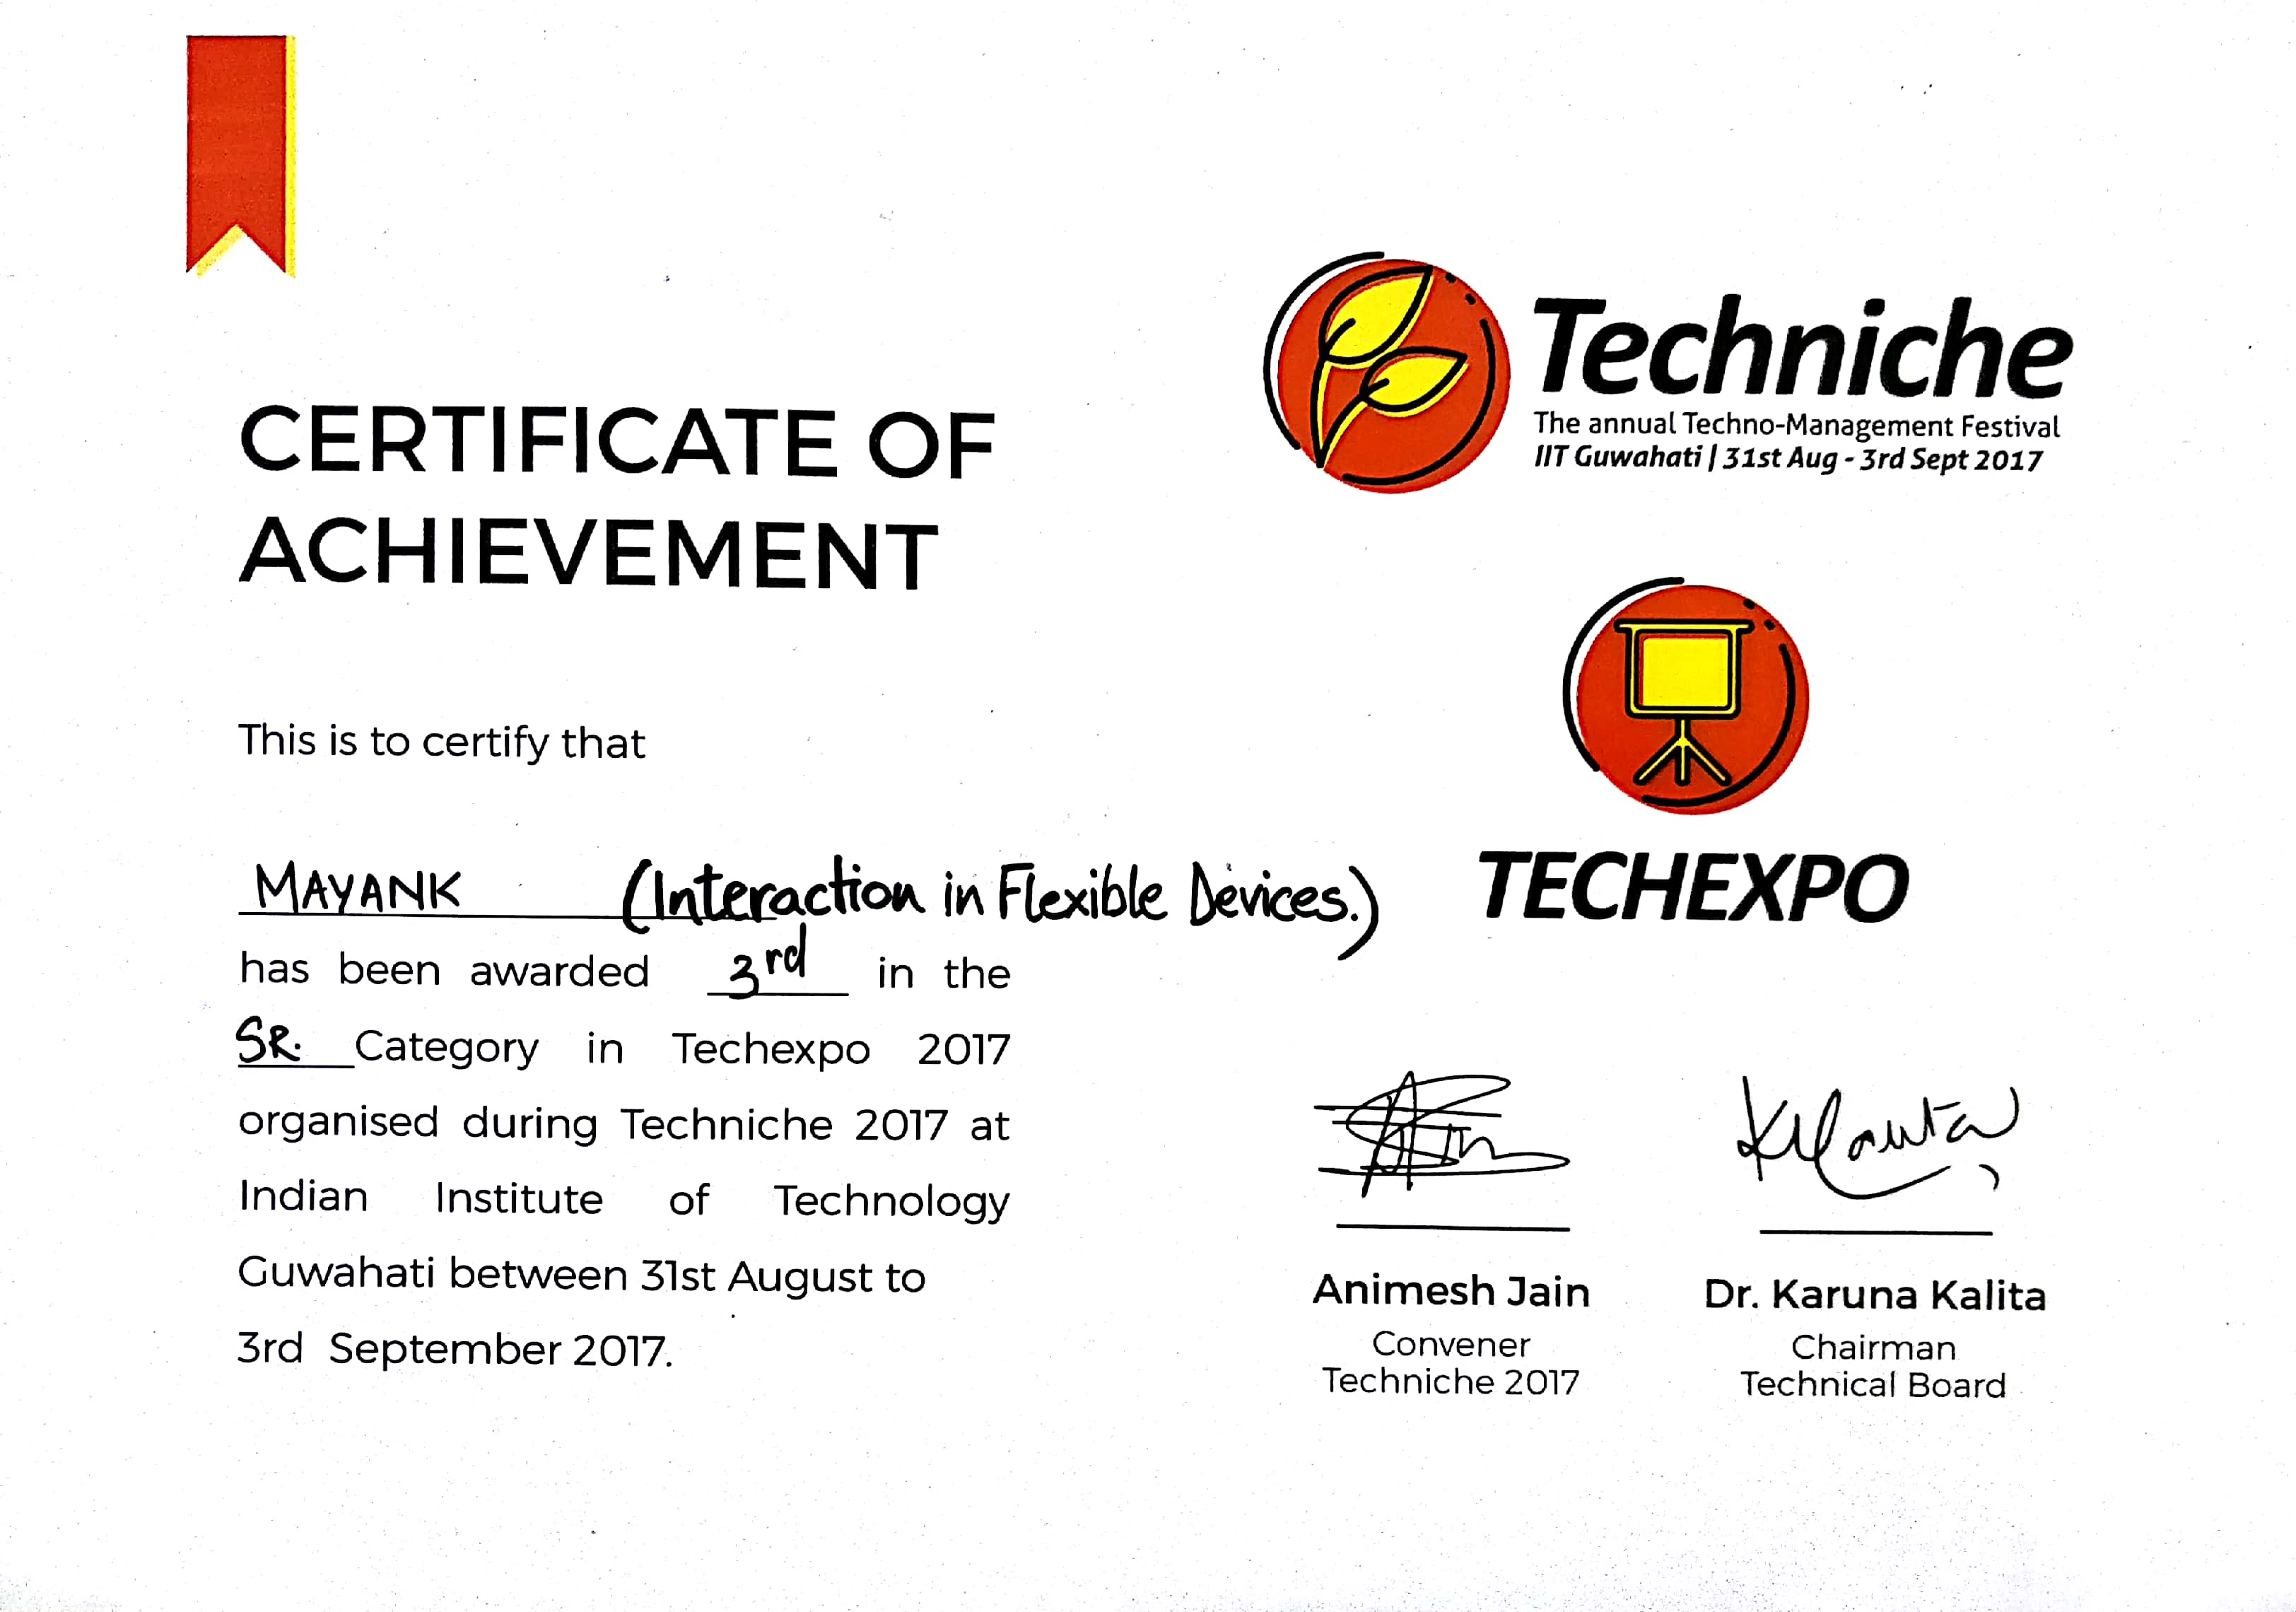 CERTIFICATE OF
ACHIEVEMENT
Techniche
The annual Techno-Management Festival
IIT Guwahati | 31st Aug - 3rd Sept 2017
TECHEXPO
This is to certify that
MAYANK (Interaction in Flexible Devices.)
has been awarded 3rd in the
SR. Category in Techexpo 2017
organised during Techniche 2017 at
Indian Institute of Technology
Guwahati between 31st August to
3rd September 2017.
Animesh Jain
Convener
Techniche 2017
Dr. Karuna Kalita
Chairman
Technical Board